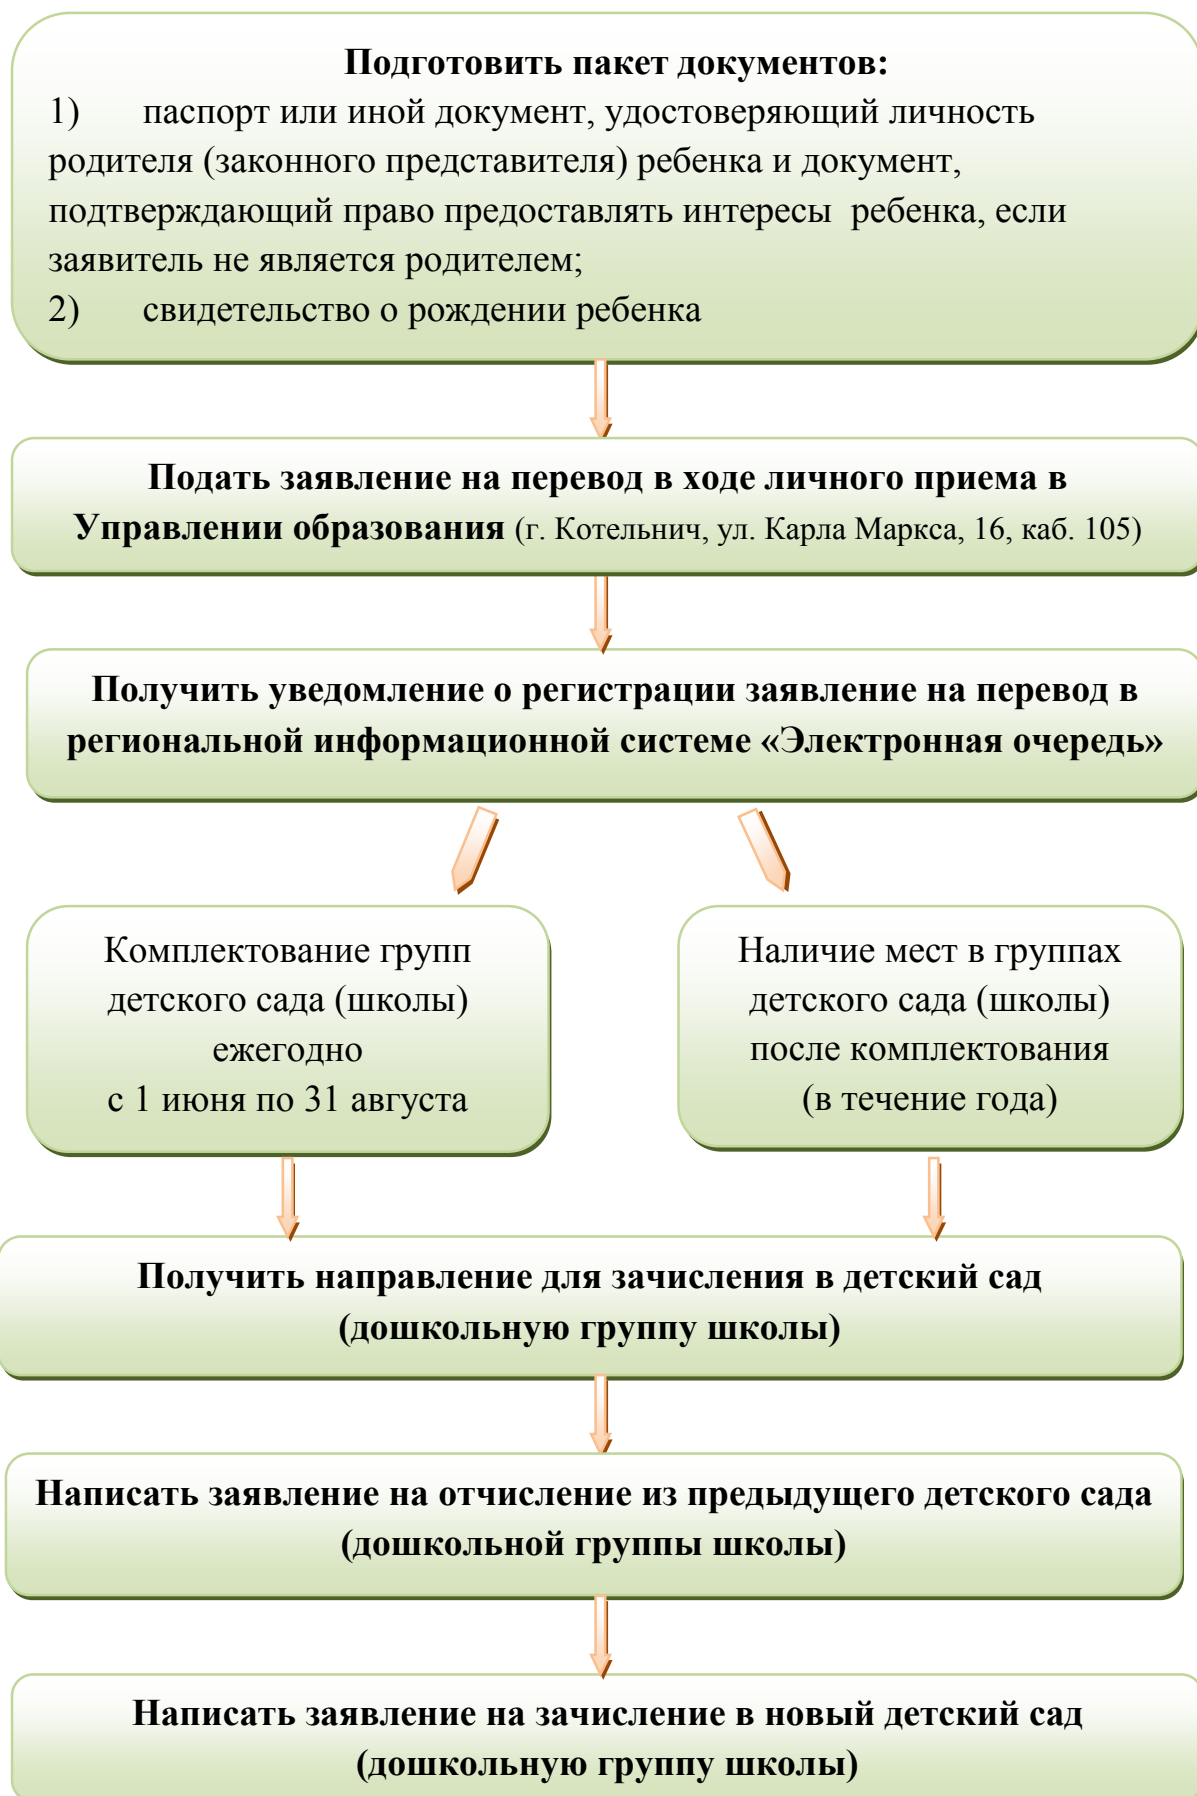 Подготовить пакет документов:
1) паспорт или иной документ, удостоверяющий личность
родителя (законного представителя) ребенка и документ,
подтверждающий право предоставлять интересы  ребенка, если
заявитель не является родителем;
2) свидетельство о рождении ребенка
Подать заявление на перевод в ходе личного приема в
Управлении образования (г. Котельнич, ул. Карла Маркса, 16, каб. 105)
Получить уведомление о регистрации заявление на перевод в
региональной информационной системе «Электронная очередь»
Комплектование групп
детского сада (школы)
ежегодно
с 1 июня по 31 августа
Наличие мест в группах
детского сада (школы)
после комплектования
(в течение года)
Получить направление для зачисления в детский сад
(дошкольную группу школы)
Написать заявление на отчисление из предыдущего детского сада
(дошкольной группы школы)
Написать заявление на зачисление в новый детский сад
(дошкольную группу школы)